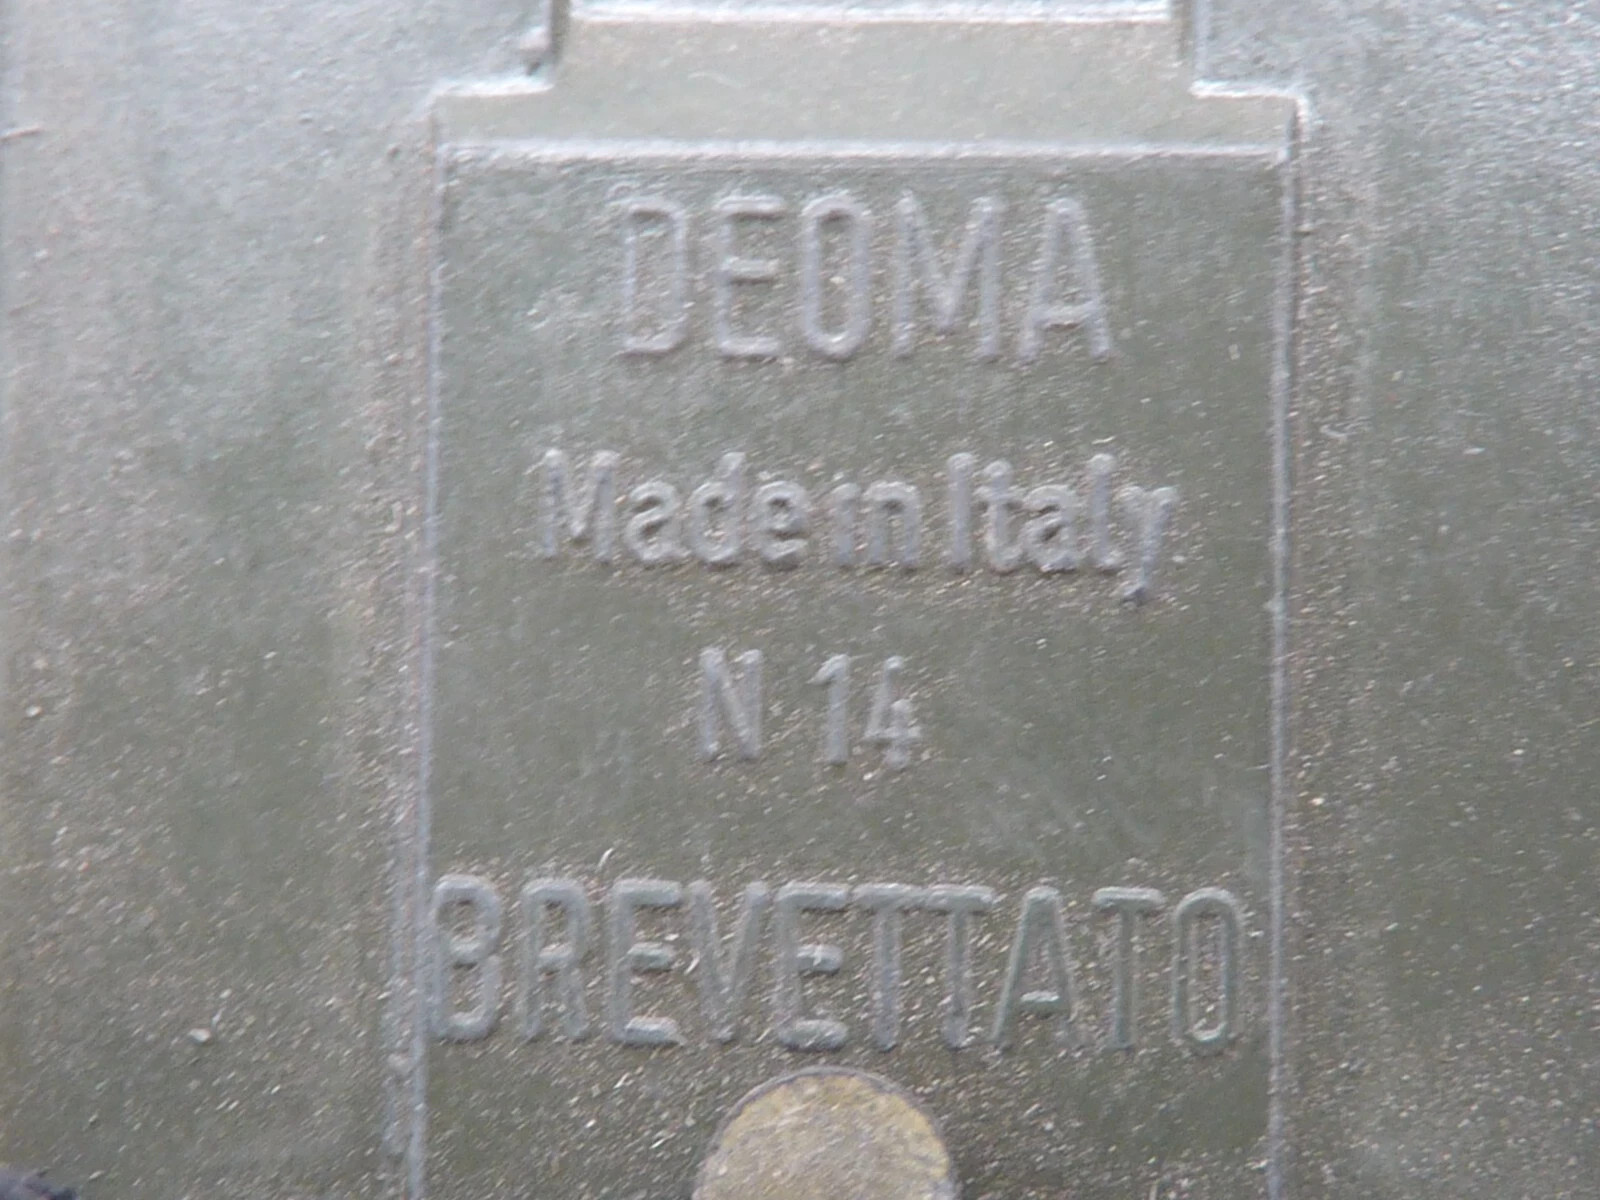 DEOMA
Made in Italy
N 14
BREVETTATO